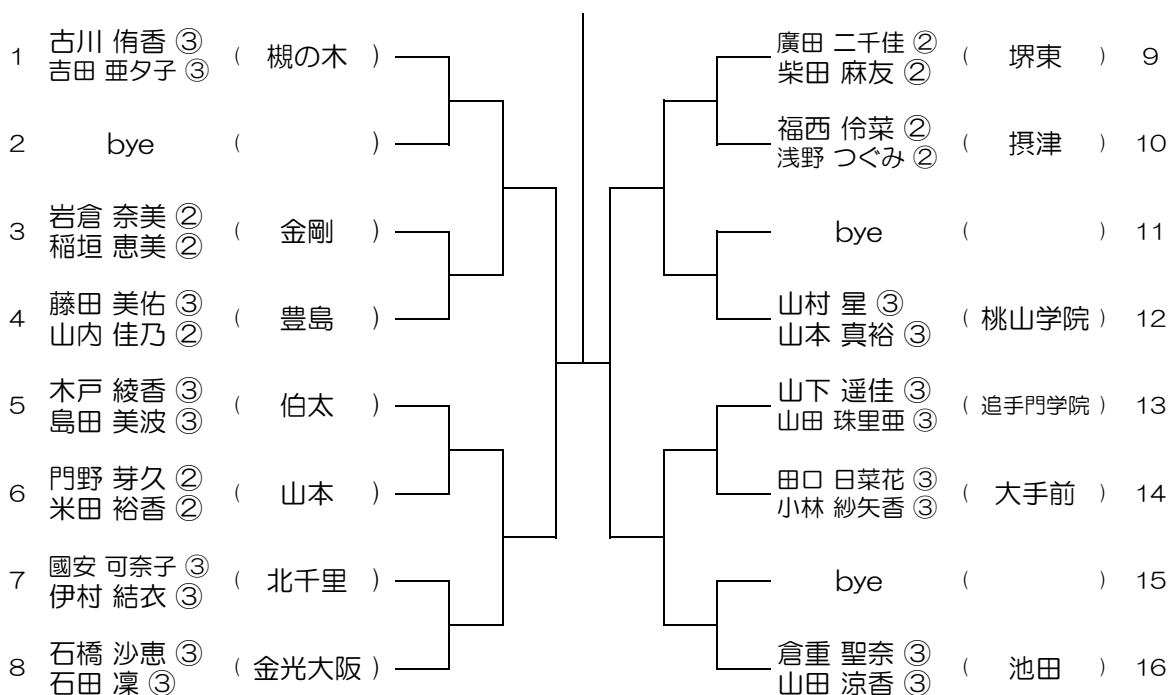 1 古川 侑香 ③ ( 槻の木 )
吉田 亜夕子 ③
2 bye ( )
3 岩倉 奈美 ② ( 金剛 )
稲垣 恵美 ②
4 藤田 美佑 ③ ( 豊島 )
山内 佳乃 ②
5 木戸 綾香 ③ ( 伯太 )
島田 美波 ③
6 門野 芽久 ② ( 山本 )
米田 裕香 ②
7 國安 可奈子 ③ ( 北千里 )
伊村 結衣 ③
8 石橋 沙恵 ③ ( 金光大阪 )
石田 凜 ③
廣田 二千佳 ② ( 堺東 ) 9
柴田 麻友 ②
福西 伶菜 ② ( 摂津 ) 10
浅野 つぐみ ②
bye ( ) 11
山村 星 ③ ( 桃山学院 ) 12
山本 真裕 ③
山下 遥佳 ③ ( 追手門学院 ) 13
山田 珠里亜 ③
田口 日菜花 ③ ( 大手前 ) 14
小林 紗矢香 ③
bye ( ) 15
倉重 聖奈 ③ ( 池田 ) 16
山田 涼香 ③